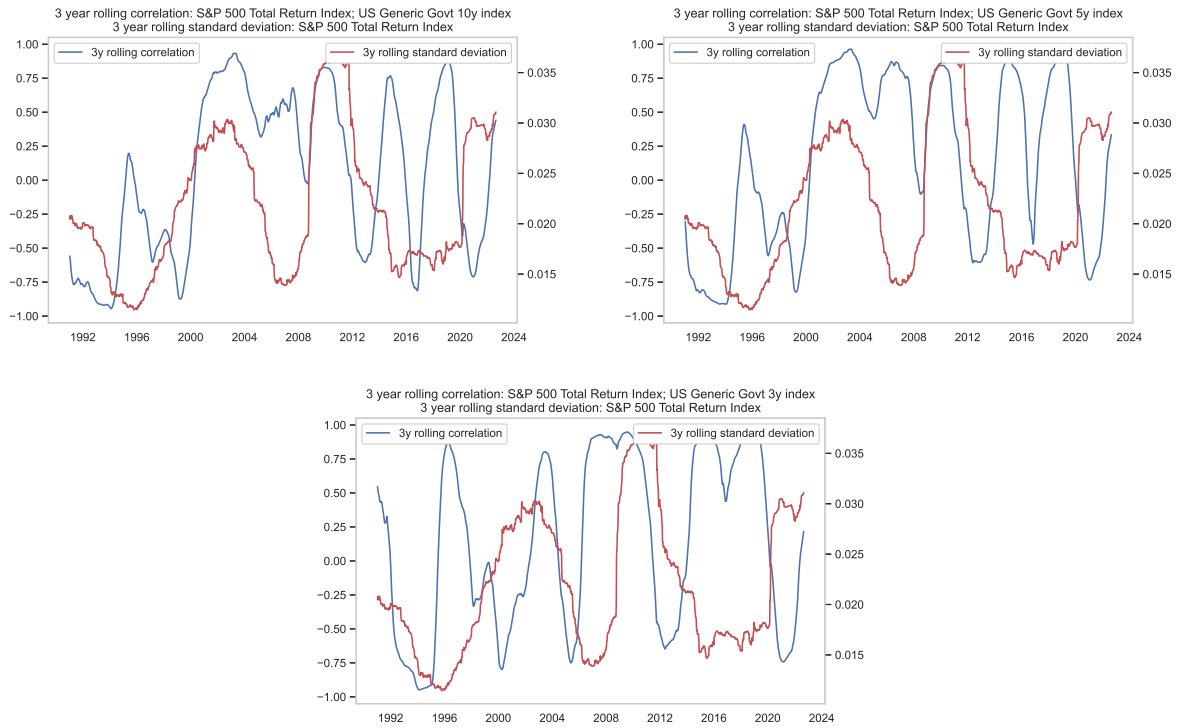 3 year rolling correlation: S&P 500 Total Return Index; US Generic Govt 10y index
3 year rolling standard deviation: S&P 500 Total Return Index
3y rolling correlation
3y rolling standard deviation
1.00
0.75
0.50
0.25
0.00
−0.25
−0.50
−0.75
−1.00
0.035
0.030
0.025
0.020
0.015
1992 1996 2000 2004 2008 2012 2016 2020 2024
3 year rolling correlation: S&P 500 Total Return Index; US Generic Govt 5y index
3 year rolling standard deviation: S&P 500 Total Return Index
3y rolling correlation
3y rolling standard deviation
1.00
0.75
0.50
0.25
0.00
−0.25
−0.50
−0.75
−1.00
0.035
0.030
0.025
0.020
0.015
1992 1996 2000 2004 2008 2012 2016 2020 2024
3 year rolling correlation: S&P 500 Total Return Index; US Generic Govt 3y index
3 year rolling standard deviation: S&P 500 Total Return Index
3y rolling correlation
3y rolling standard deviation
1.00
0.75
0.50
0.25
0.00
−0.25
−0.50
−0.75
−1.00
0.035
0.030
0.025
0.020
0.015
1992 1996 2000 2004 2008 2012 2016 2020 2024